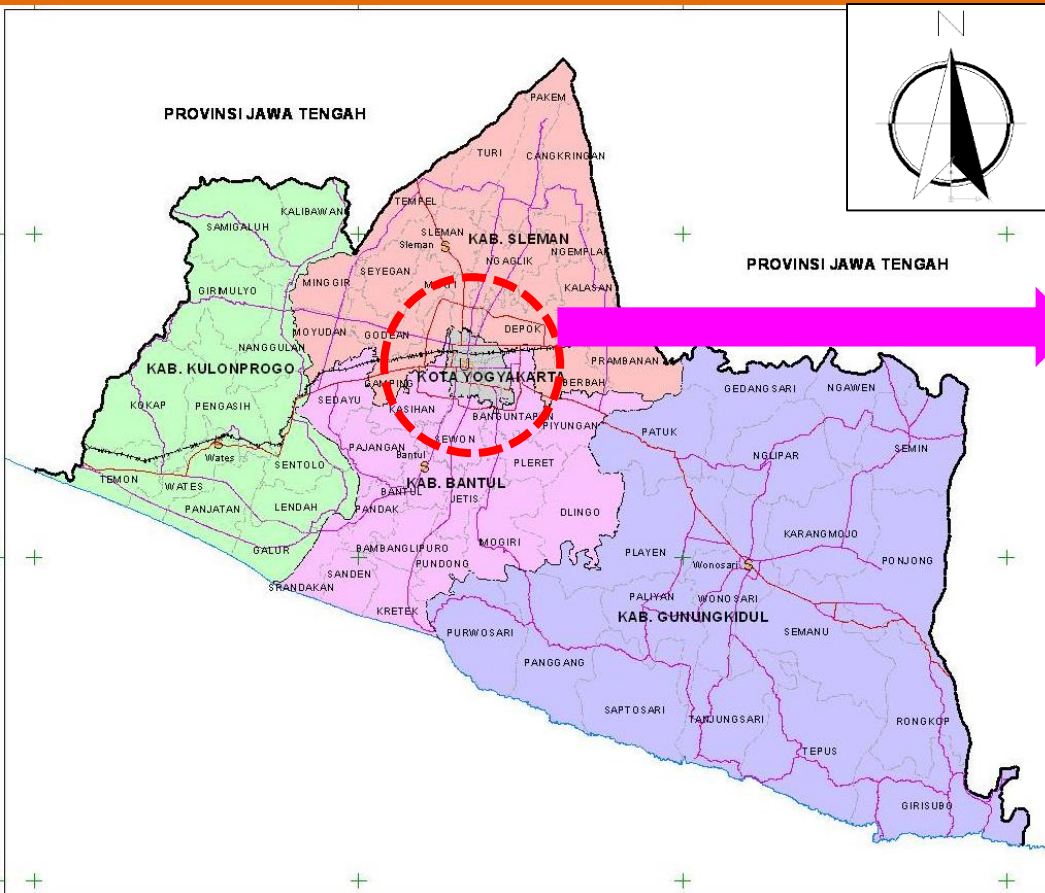 N
PAKEM
PROVINSI JAWA TENGAH
TURI
CANGKRINGAN
TEMPEL
KALIBAWANG
SAMIGALUH
SLEMAN
Sleman
S
KAB. SLEMAN
NGAGLIK
NGEMPLAK
PROVINSI JAWA TENGAH
SEYEGAN
MINGGIR
GIRIMULYO
KALASAN
MOYUDAN
GODEAN
DEPOK
NANGGULAN
PRAMBANAN
KAB. KULONPROGO
U
KOTA YOGYAKARTA
GAMPING
BERBAH
GEDANGSARI
NGAWEN
SEDAYU
KOKAP
PENGASIH
KASIHAN
BANGUNTAPAN
PIYUNGAN
PATUK
S
Wates
PAJANGAN
SEWON
Bantul
S
PLERET
NGLIPAR
SEMIN
SENTOLO
TEMON
WATES
KAB. BANTUL
BANTUL
JETIS
PANJATAN
LENDAH
PANDAK
DLINGO
KARANGMOJO
GALUR
BAMBANGLIPURO
MOGIRI
PLAYEN
PONJONG
PUNDONG
Wonosari
S
SANDEN
SRANDAKAN
PALIYAN
WONOSARI
KRETEK
KAB. GUNUNGKIDUL
PURWOSARI
SEMANU
PANGGANG
SAPTOSARI
TANJUNGSARI
RONGKOP
TEPUS
GIRISUBO